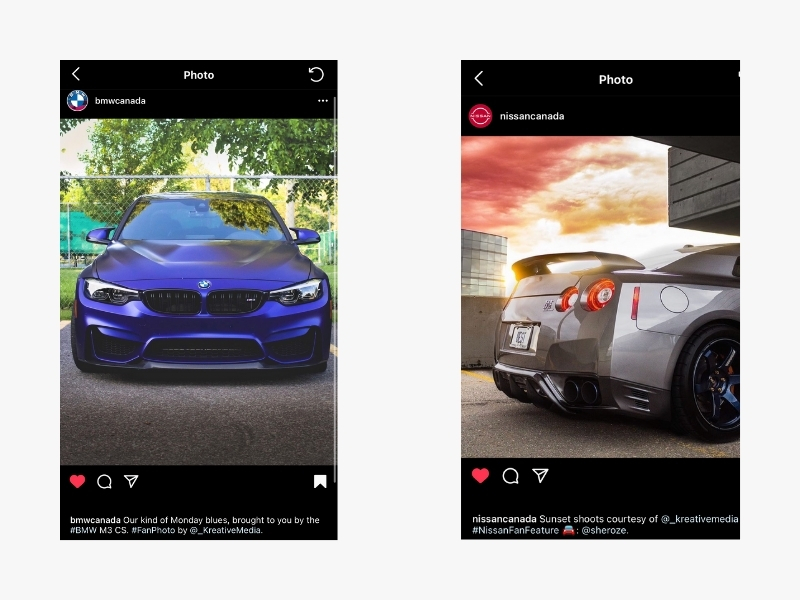 Photo
bmwcanada
bmwcanada Our kind of Monday blues, brought to you by the
#BMW M3 CS. #FanPhoto by @_KreativeMedia.
Photo
NISSAN
nissancanada
nissancanada Sunset shoots courtesy of @_kreativemedia
#NissanFanFeature 🚘: @sheroze.